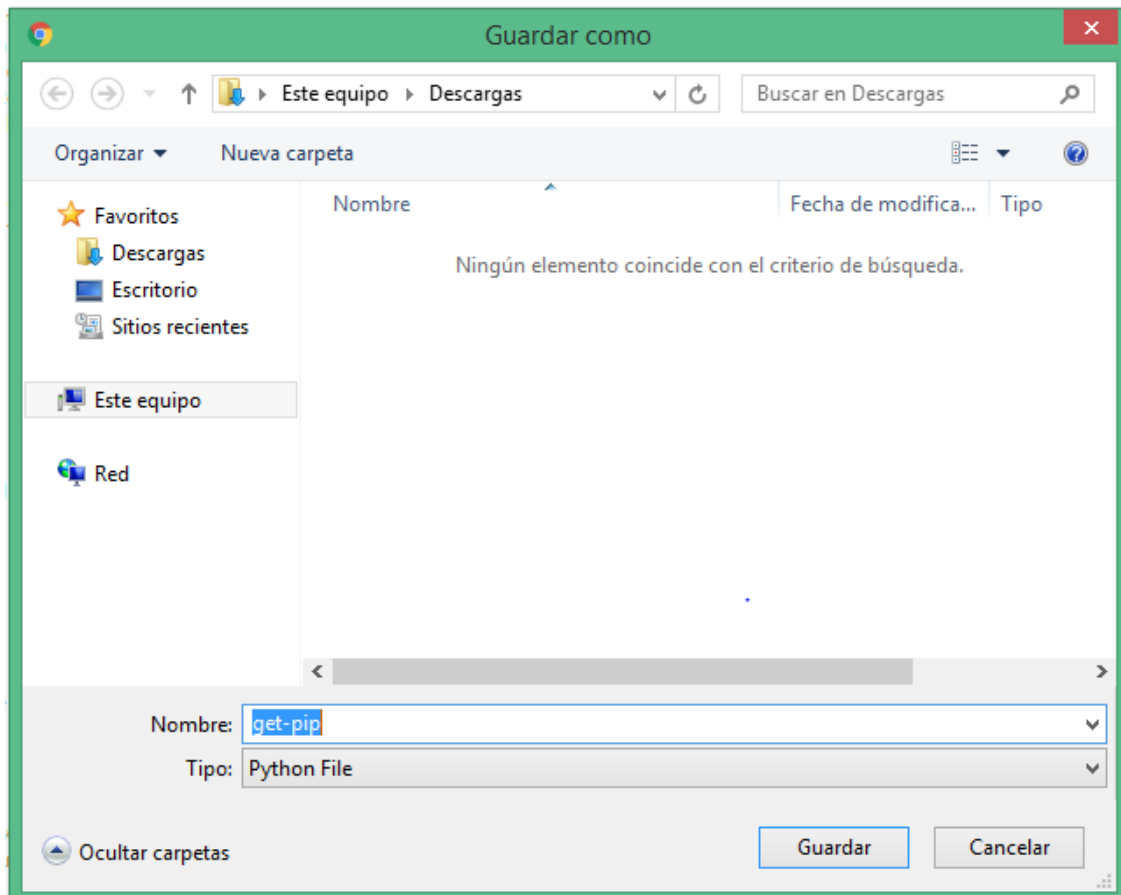 Guardar como
Este equipo Descargas
Buscar en Descargas
Organizar
Nueva carpeta
Favoritos
Descargas
Escritorio
Sitios recientes
Este equipo
Red
Nombre Fecha de modifica... Tipo
Ningún elemento coincide con el criterio de búsqueda.
Nombre: get-pip
Tipo: Python File
Ocultar carpetas
Guardar
Cancelar